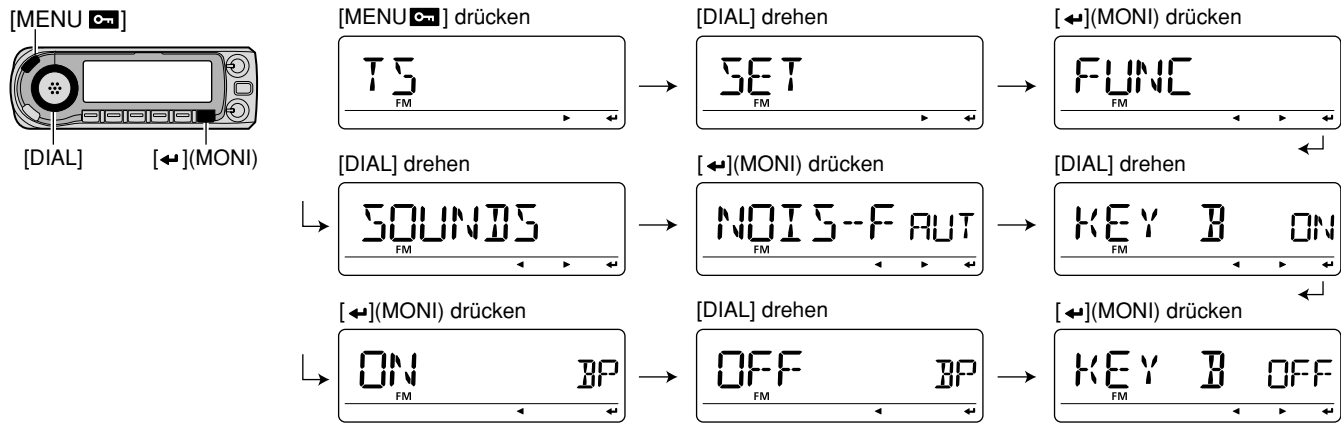 [MENU ] [MENU ] drücken [DIAL] drehen [↵](MONI) drücken
TS SET FUNC
FM FM FM
[DIAL] [↵](MONI)
[DIAL] drehen [↵](MONI) drücken [DIAL] drehen
SOUNDS NOIS--F AUT KEY B ON
FM FM FM
[↵](MONI) drücken [DIAL] drehen [↵](MONI) drücken
ON BP OFF BP KEY B OFF
FM FM FM